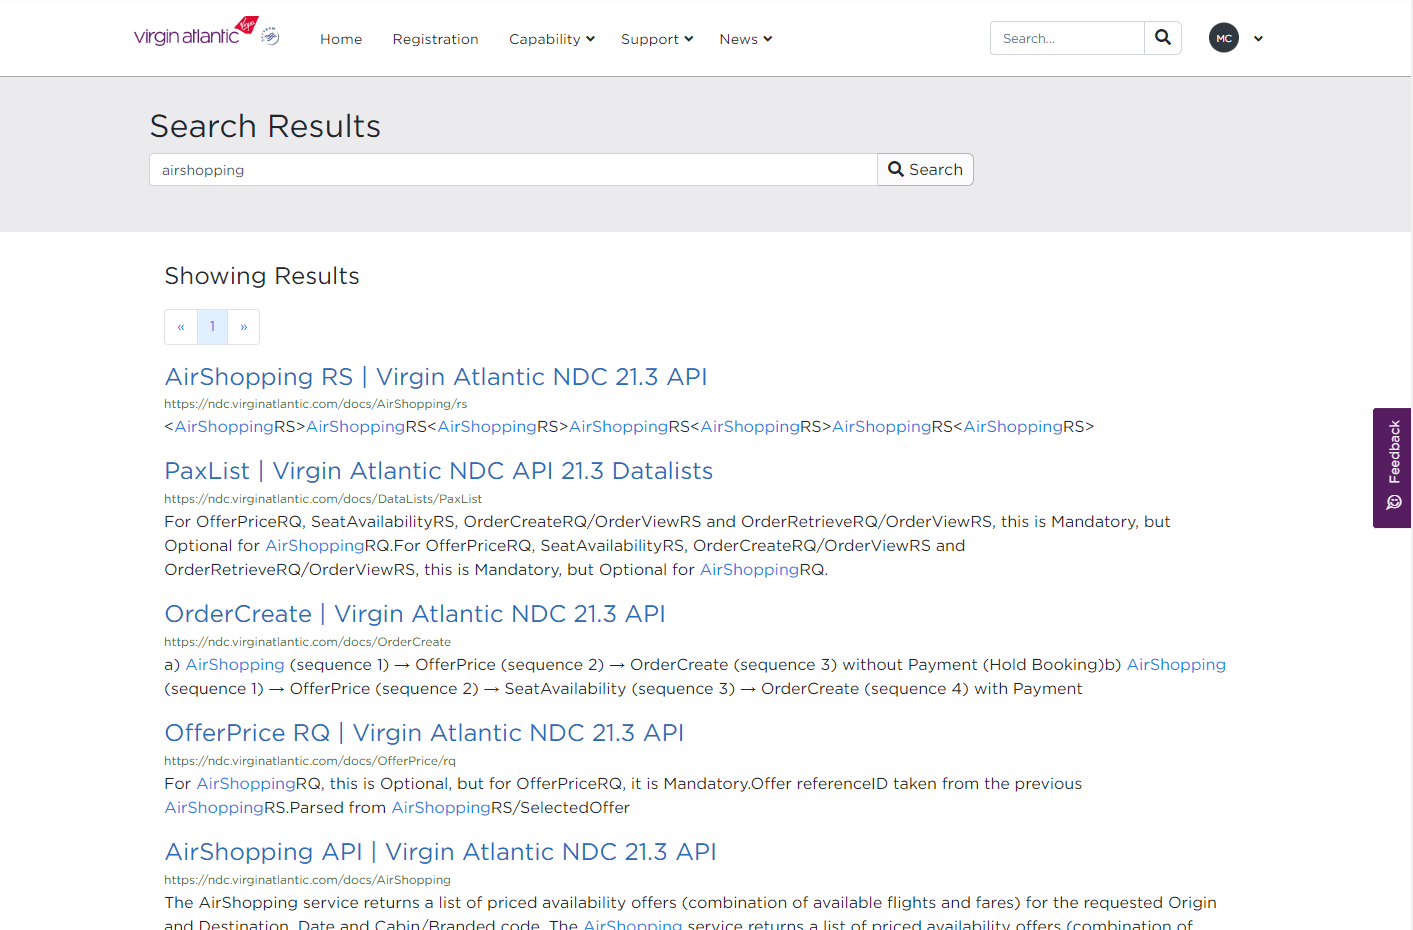 virgin atlantic
Virgin
Home
Registration
Capability
Support
News
Search...
MC
Search Results
airshopping
Search
Showing Results
«
1
»
AirShopping RS | Virgin Atlantic NDC 21.3 API
https://ndc.virginatlantic.com/docs/AirShopping/rs
<AirShoppingRS>AirShoppingRS<AirShoppingRS>AirShoppingRS<AirShoppingRS>AirShoppingRS<AirShoppingRS>
PaxList | Virgin Atlantic NDC API 21.3 Datalists
https://ndc.virginatlantic.com/docs/DataLists/PaxList
For OfferPriceRQ, SeatAvailabilityRS, OrderCreateRQ/OrderViewRS and OrderRetrieveRQ/OrderViewRS, this is Mandatory, but
Optional for AirShoppingRQ.For OfferPriceRQ, SeatAvailabilityRS, OrderCreateRQ/OrderViewRS and
OrderRetrieveRQ/OrderViewRS, this is Mandatory, but Optional for AirShoppingRQ.
OrderCreate | Virgin Atlantic NDC 21.3 API
https://ndc.virginatlantic.com/docs/OrderCreate
a) AirShopping (sequence 1) → OfferPrice (sequence 2) → OrderCreate (sequence 3) without Payment (Hold Booking)b) AirShopping
(sequence 1) → OfferPrice (sequence 2) → SeatAvailability (sequence 3) → OrderCreate (sequence 4) with Payment
OfferPrice RQ | Virgin Atlantic NDC 21.3 API
https://ndc.virginatlantic.com/docs/OfferPrice/rq
For AirShoppingRQ, this is Optional, but for OfferPriceRQ, it is Mandatory.Offer referenceID taken from the previous
AirShoppingRS.Parsed from AirShoppingRS/SelectedOffer
AirShopping API | Virgin Atlantic NDC 21.3 API
https://ndc.virginatlantic.com/docs/AirShopping
The AirShopping service returns a list of priced availability offers (combination of available flights and fares) for the requested Origin
and Destination, Date and Cabin/Branded code. The AirShopping service returns a list of priced availability offers (combination of
Feedback